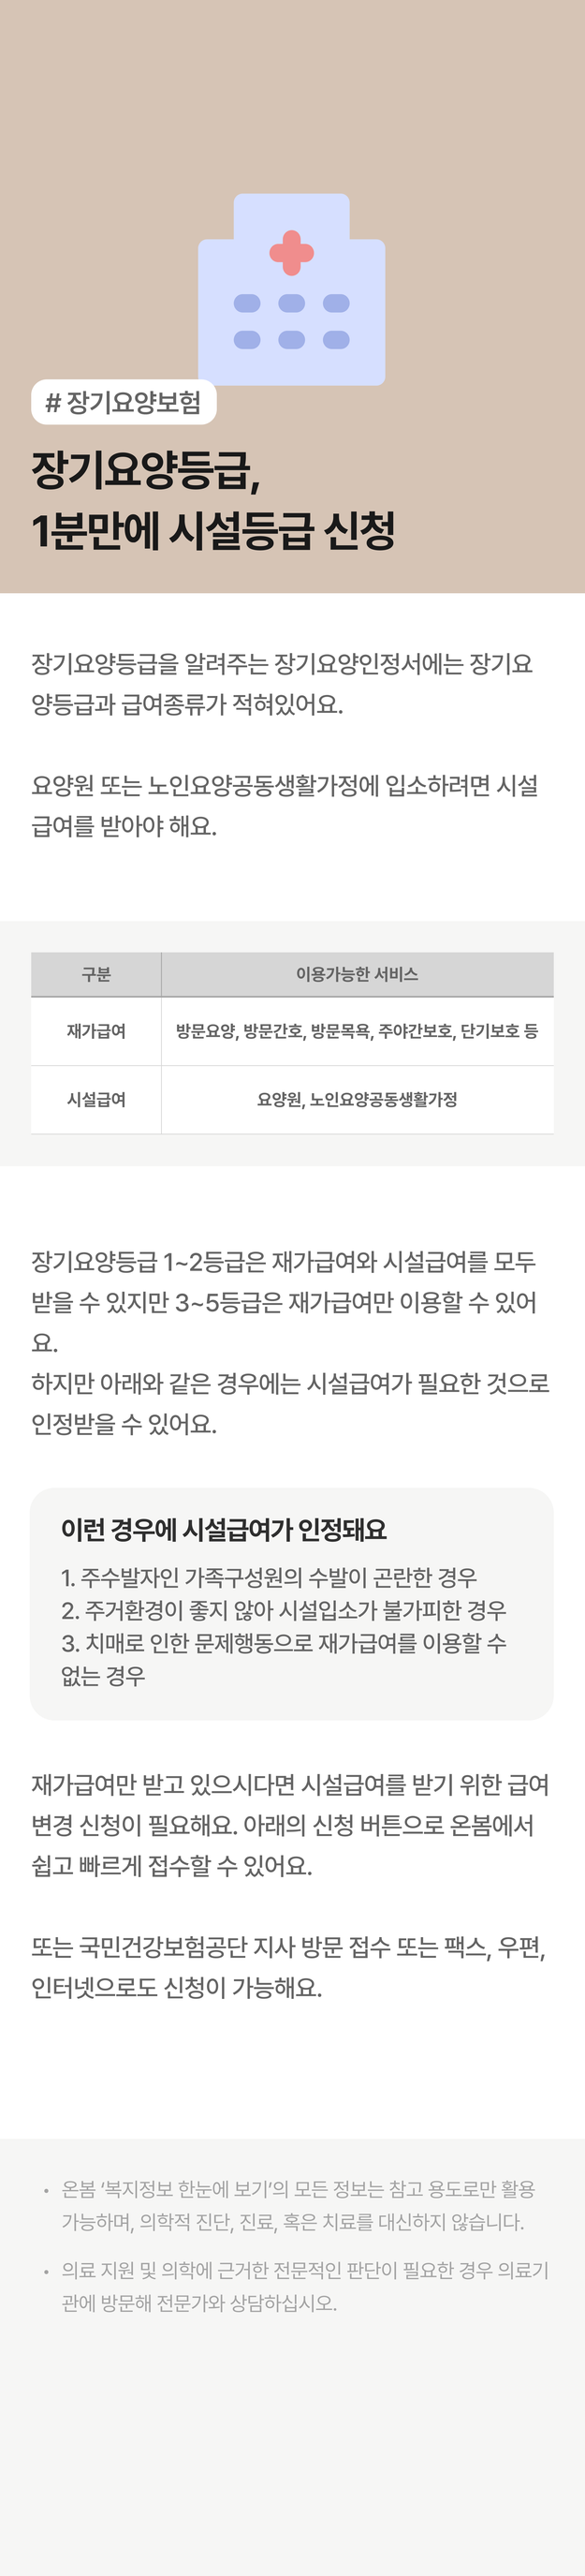 # 장기요양보험
장기요양등급,
1분만에 시설등급 신청
장기요양등급을 알려주는 장기요양인정서에는 장기요
양등급과 급여종류가 적혀있어요.
요양원 또는 노인요양공동생활가정에 입소하려면 시설
급여를 받아야 해요.
구분 이용가능한 서비스
재가급여 방문요양, 방문간호, 방문목욕, 주야간보호, 단기보호 등
시설급여 요양원, 노인요양공동생활가정
장기요양등급 1~2등급은 재가급여와 시설급여를 모두
받을 수 있지만 3~5등급은 재가급여만 이용할 수 있어
요.
하지만 아래와 같은 경우에는 시설급여가 필요한 것으로
인정받을 수 있어요.
이런 경우에 시설급여가 인정돼요
1. 주수발자인 가족구성원의 수발이 곤란한 경우
2. 주거환경이 좋지 않아 시설입소가 불가피한 경우
3. 치매로 인한 문제행동으로 재가급여를 이용할 수
없는 경우
재가급여만 받고 있으시다면 시설급여를 받기 위한 급여
변경 신청이 필요해요. 아래의 신청 버튼으로 온봄에서
쉽고 빠르게 접수할 수 있어요.
또는 국민건강보험공단 지사 방문 접수 또는 팩스, 우편,
인터넷으로도 신청이 가능해요.
• 온봄 ‘복지정보 한눈에 보기’의 모든 정보는 참고 용도로만 활용
가능하며, 의학적 진단, 진료, 혹은 치료를 대신하지 않습니다.
• 의료 지원 및 의학에 근거한 전문적인 판단이 필요한 경우 의료기
관에 방문해 전문가와 상담하십시오.